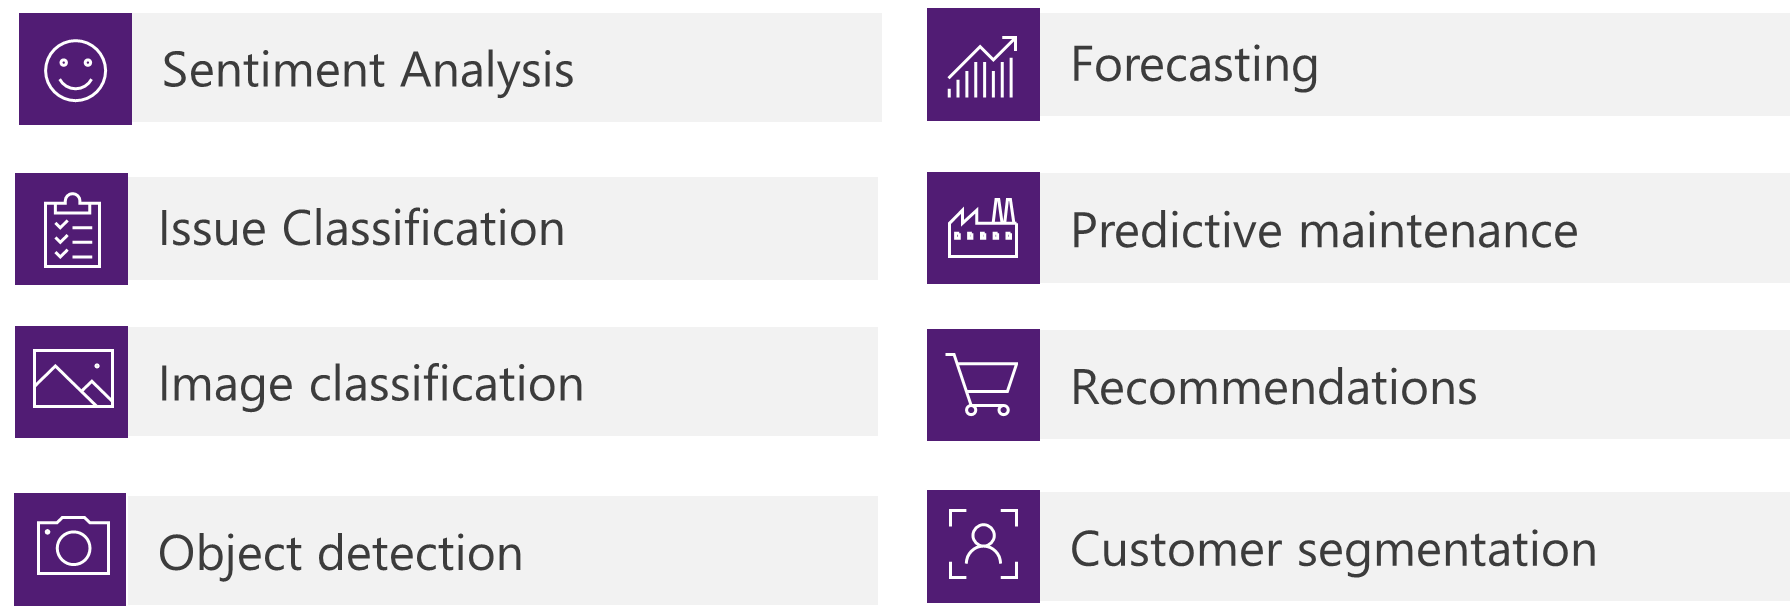 Sentiment Analysis
Issue Classification
Image classification
Object detection
Forecasting
Predictive maintenance
Recommendations
Customer segmentation